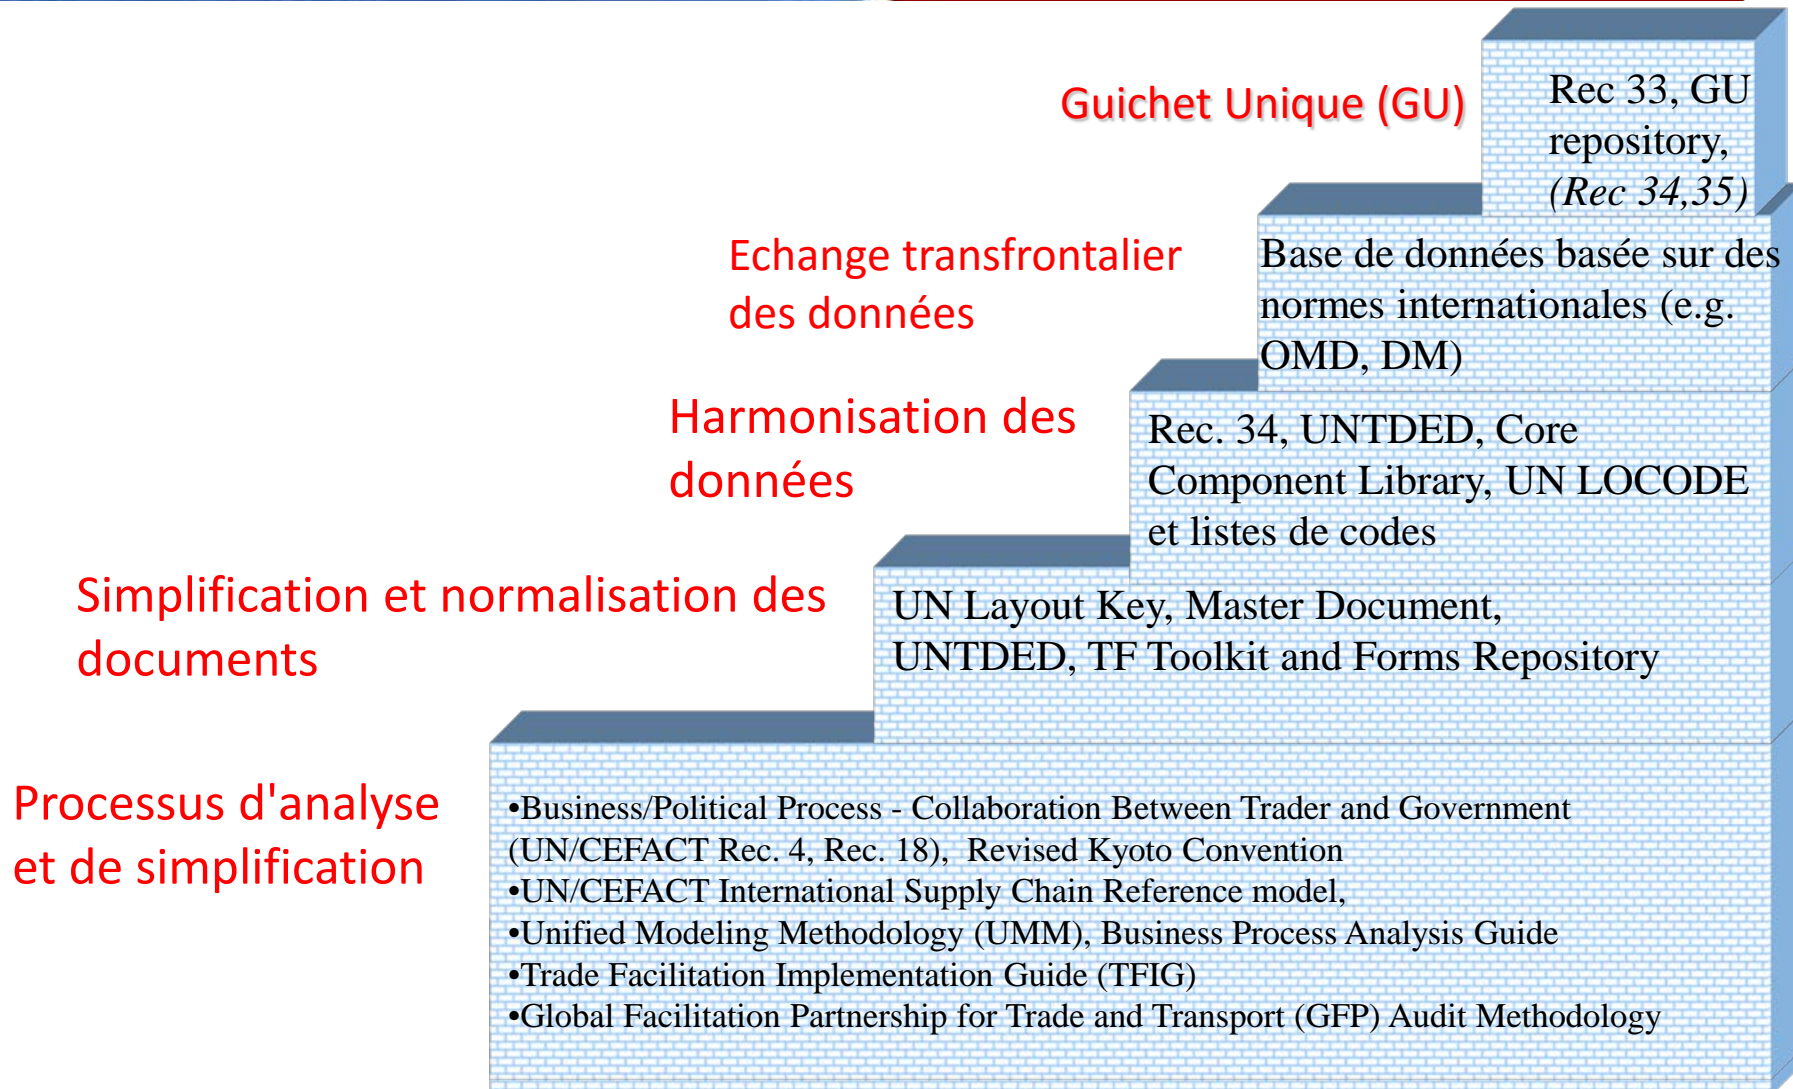 Guichet Unique (GU)
Rec 33, GU
repository,
(Rec 34,35)
Echange transfrontalier
des données
Base de données basée sur des
normes internationales (e.g.
OMD, DM)
Harmonisation des
données
Rec. 34, UNTDED, Core
Component Library, UN LOCODE
et listes de codes
Simplification et normalisation des
documents
UN Layout Key, Master Document,
UNTDED, TF Toolkit and Forms Repository
Processus d'analyse
et de simplification
•Business/Political Process - Collaboration Between Trader and Government
(UN/CEFACT Rec. 4, Rec. 18), Revised Kyoto Convention
•UN/CEFACT International Supply Chain Reference model,
•Unified Modeling Methodology (UMM), Business Process Analysis Guide
•Trade Facilitation Implementation Guide (TFIG)
•Global Facilitation Partnership for Trade and Transport (GFP) Audit Methodology